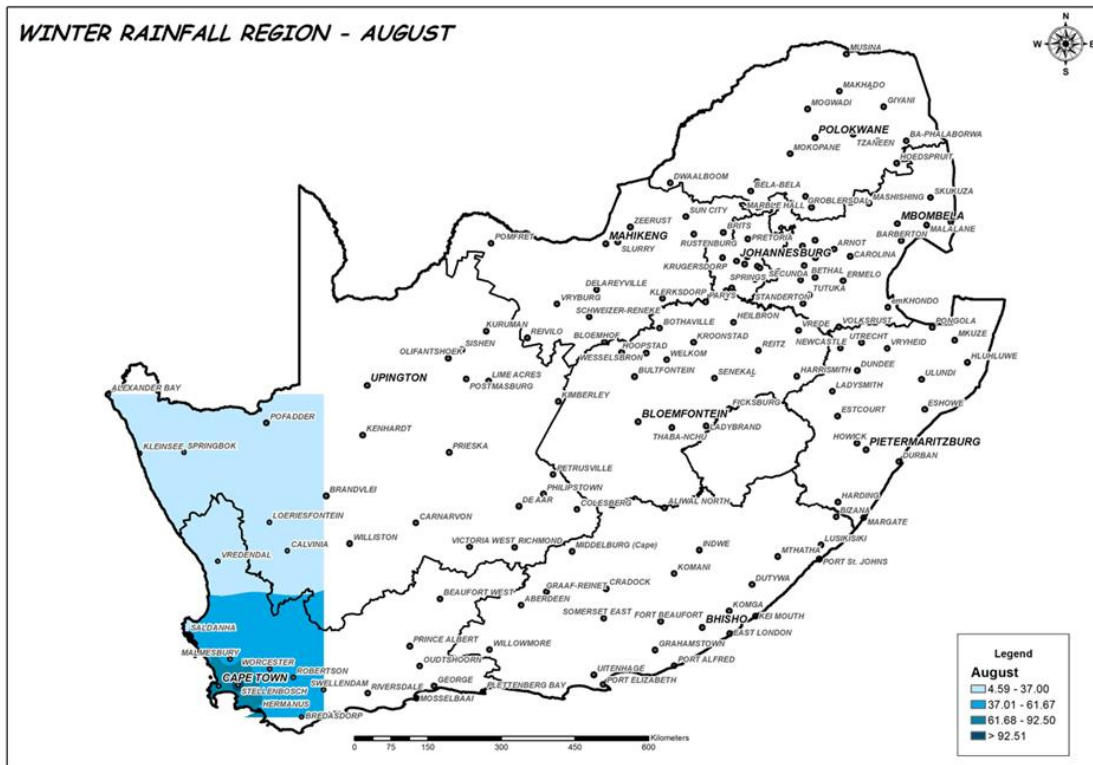 WINTER RAINFALL REGION - AUGUST
N
W E
S
MUSINA
MAKHADO
MOGWADI
GIYANI
POLOKWANE
TZANEEN
BA-PHALABORWA
MOKOPANE
HOEDSPRUIT
DWAALBOOM
BELA-BELA
MARBLE HALL
GROBLERSDAL
MASHISHING
SKUKUZA
SUN CITY
ZEERUST
BRITS
MBOMBELA
MALALANE
MAHIKENG
POMFRET
SLURRY
RUSTENBURG
PRETORIA
BARBERTON
ARNOT
JOHANNESBURG
CAROLINA
KRUGERSDORP
SPRINGS
SECUNDA
BETHAL
ERMELO
DELAREYVILLE
KLERKSDORP
PARYS
STANDERTON
TUTUKA
VRYBURG
emKHONDO
SCHWEIZER-RENEKE
BOTHAVILLE
HEILBRON
VREDE
VOLKSRUST
PONGOLA
KURUMAN
REIVILO
BLOEMHOF
KROONSTAD
UTRECHT
MKUZE
SISHEN
HOOPSTAD
WESSELSBRON
REITZ
NEWCASTLE
VRYHEID
OLIFANTSHOEK
WELKOM
DUNDEE
HLUHLUWE
UPINGTON
LIME ACRES
POSTMASBURG
BULTFONTEIN
SENEKAL
HARRISMITH
ULUNDI
ALEXANDER BAY
LADYSMITH
KIMBERLEY
FICKSBURG
ESHOWE
POFADDER
BLOEMFONTEIN
ESTCOURT
LADYBRAND
THABA-NCHU
KENHARDT
HOWICK
PIETERMARITZBURG
KLEINSEE
SPRINGBOK
PRIESKA
DURBAN
PETRUSVILLE
BRANDVLEI
PHILIPSTOWN
DE AAR
COLESBERG
ALIWAL NORTH
HARDING
BIZANA
MARGATE
LOERIESFONTEIN
CARNARVON
CALVINIA
WILLISTON
VICTORIA WEST
RICHMOND
MIDDELBURG (Cape)
INDWE
LUSIKISIKI
MTHATHA
PORT St. JOHNS
VREDENDAL
KOMANI
BEAUFORT WEST
GRAAF-REINET
CRADOCK
DUTYWA
ABERDEEN
SOMERSET EAST
FORT BEAUFORT
KOMGA
KEI MOUTH
BHISHO
SALDANHA
EAST LONDON
PRINCE ALBERT
WILLOWMORE
GRAHAMSTOWN
MALMESBURY
WORCESTER
OUDTSHOORN
PORT ALFRED
ROBERTSON
UITENHAGE
CAPE TOWN
STELLENBOSCH
SWELLENDAM
RIVERSDALE
GEORGE
PLETTENBERG BAY
PORT ELIZABETH
HERMANUS
MOSSELBAAI
BREDASDORP
Kilometers
0 75 150 300 450 600
Legend
August
4.59 - 37.00
37.01 - 61.67
61.68 - 92.50
> 92.51